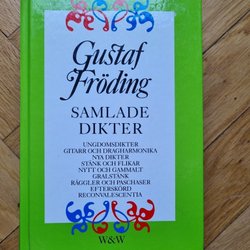 Gustaf
Fröding
SAMLADE
DIKTER
UNGDOMSDIKTER
GITARR OCH DRAGHARMONIKA
NYA DIKTER
STÄNK OCH FLIKAR
NYTT OCH GAMMALT
GRALSTÄNK
RÄGGLER OCH PASCHASER
EFTERSKÖRD
RECONVALESCENTIA
W&W